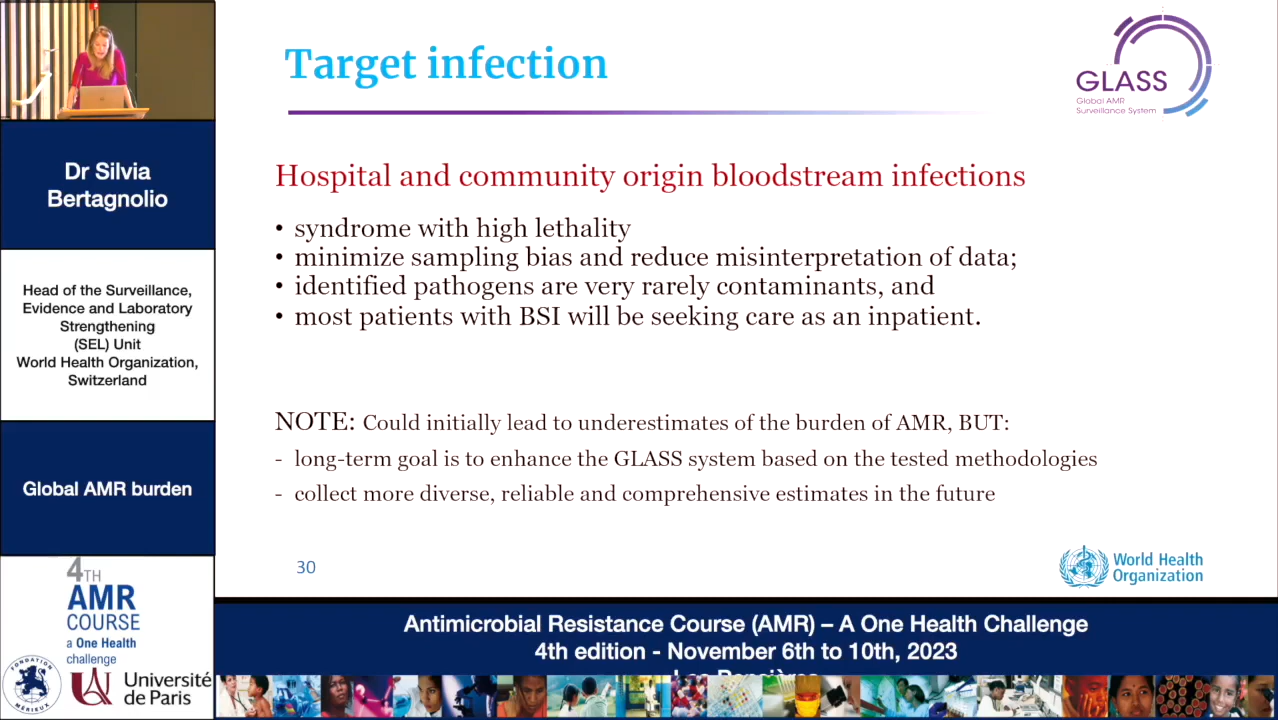 Target infection
GLASS
Global AMR
Surveillance System
Dr Silvia
Bertagnolio
Head of the Surveillance,
Evidence and Laboratory
Strengthening
(SEL) Unit
World Health Organization,
Switzerland
Global AMR burden
Hospital and community origin bloodstream infections
• syndrome with high lethality
• minimize sampling bias and reduce misinterpretation of data;
• identified pathogens are very rarely contaminants, and
• most patients with BSI will be seeking care as an inpatient.
NOTE: Could initially lead to underestimates of the burden of AMR, BUT:
- long-term goal is to enhance the GLASS system based on the tested methodologies
- collect more diverse, reliable and comprehensive estimates in the future
30
World Health
Organization
4TH
AMR
COURSE
a One Health
challenge
FONDATION
MÉRIEUX
Université
de Paris
Antimicrobial Resistance Course (AMR) – A One Health Challenge
4th edition - November 6th to 10th, 2023